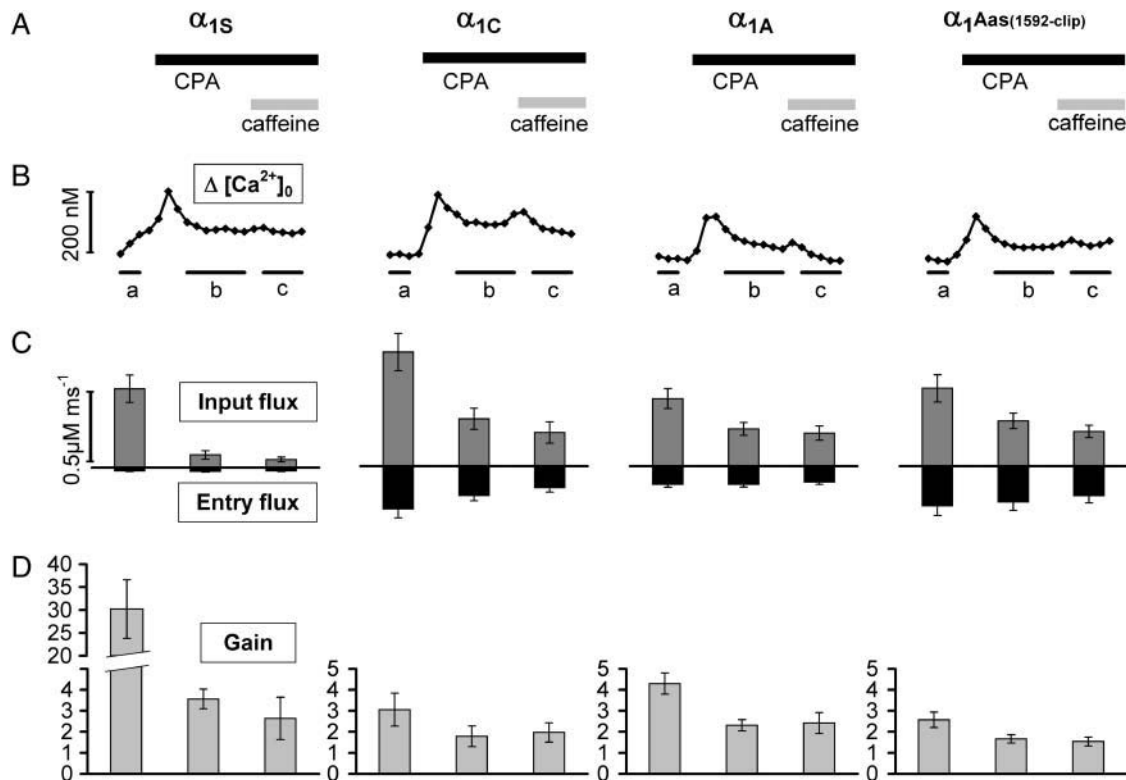 A
α1S α1C α1A α1Aas(1592-clip)
CPA CPA CPA CPA
caffeine caffeine caffeine caffeine
B
Δ [Ca2+]0
200 nM
a b c a b c a b c a b c
C
Input flux
0.5μM ms-1
Entry flux
D
40
35
30
25
20
Gain
4
3
2
1
0
5
4
3
2
1
0
5
4
3
2
1
0
5
4
3
2
1
0